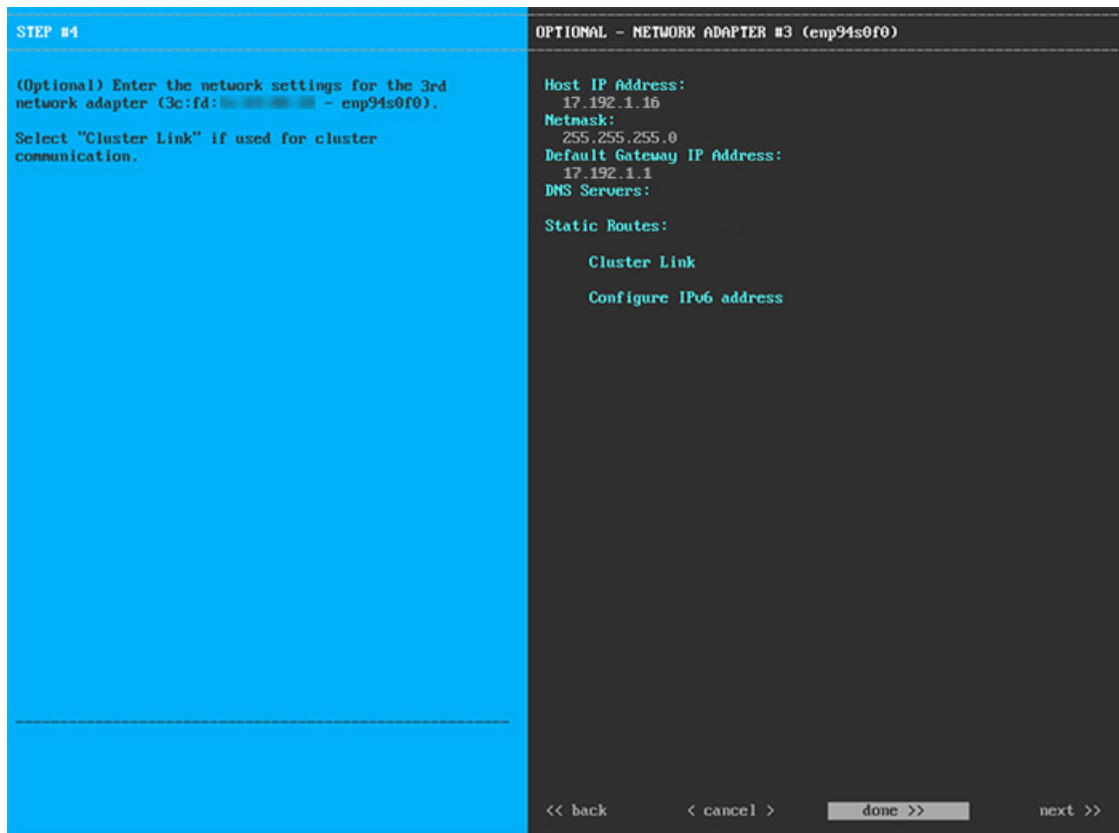 STEP #4
(Optional) Enter the network settings for the 3rd
network adapter (3c:fd: - enp94s0f0).
Select "Cluster Link" if used for cluster
communication.
OPTIONAL - NETWORK ADAPTER #3 (enp94s0f0)
Host IP Address:
17.192.1.16
Netmask:
255.255.255.0
Default Gateway IP Address:
17.192.1.1
DNS Servers:
Static Routes:
Cluster Link
Configure IPv6 address
<< back < cancel > done >> next >>